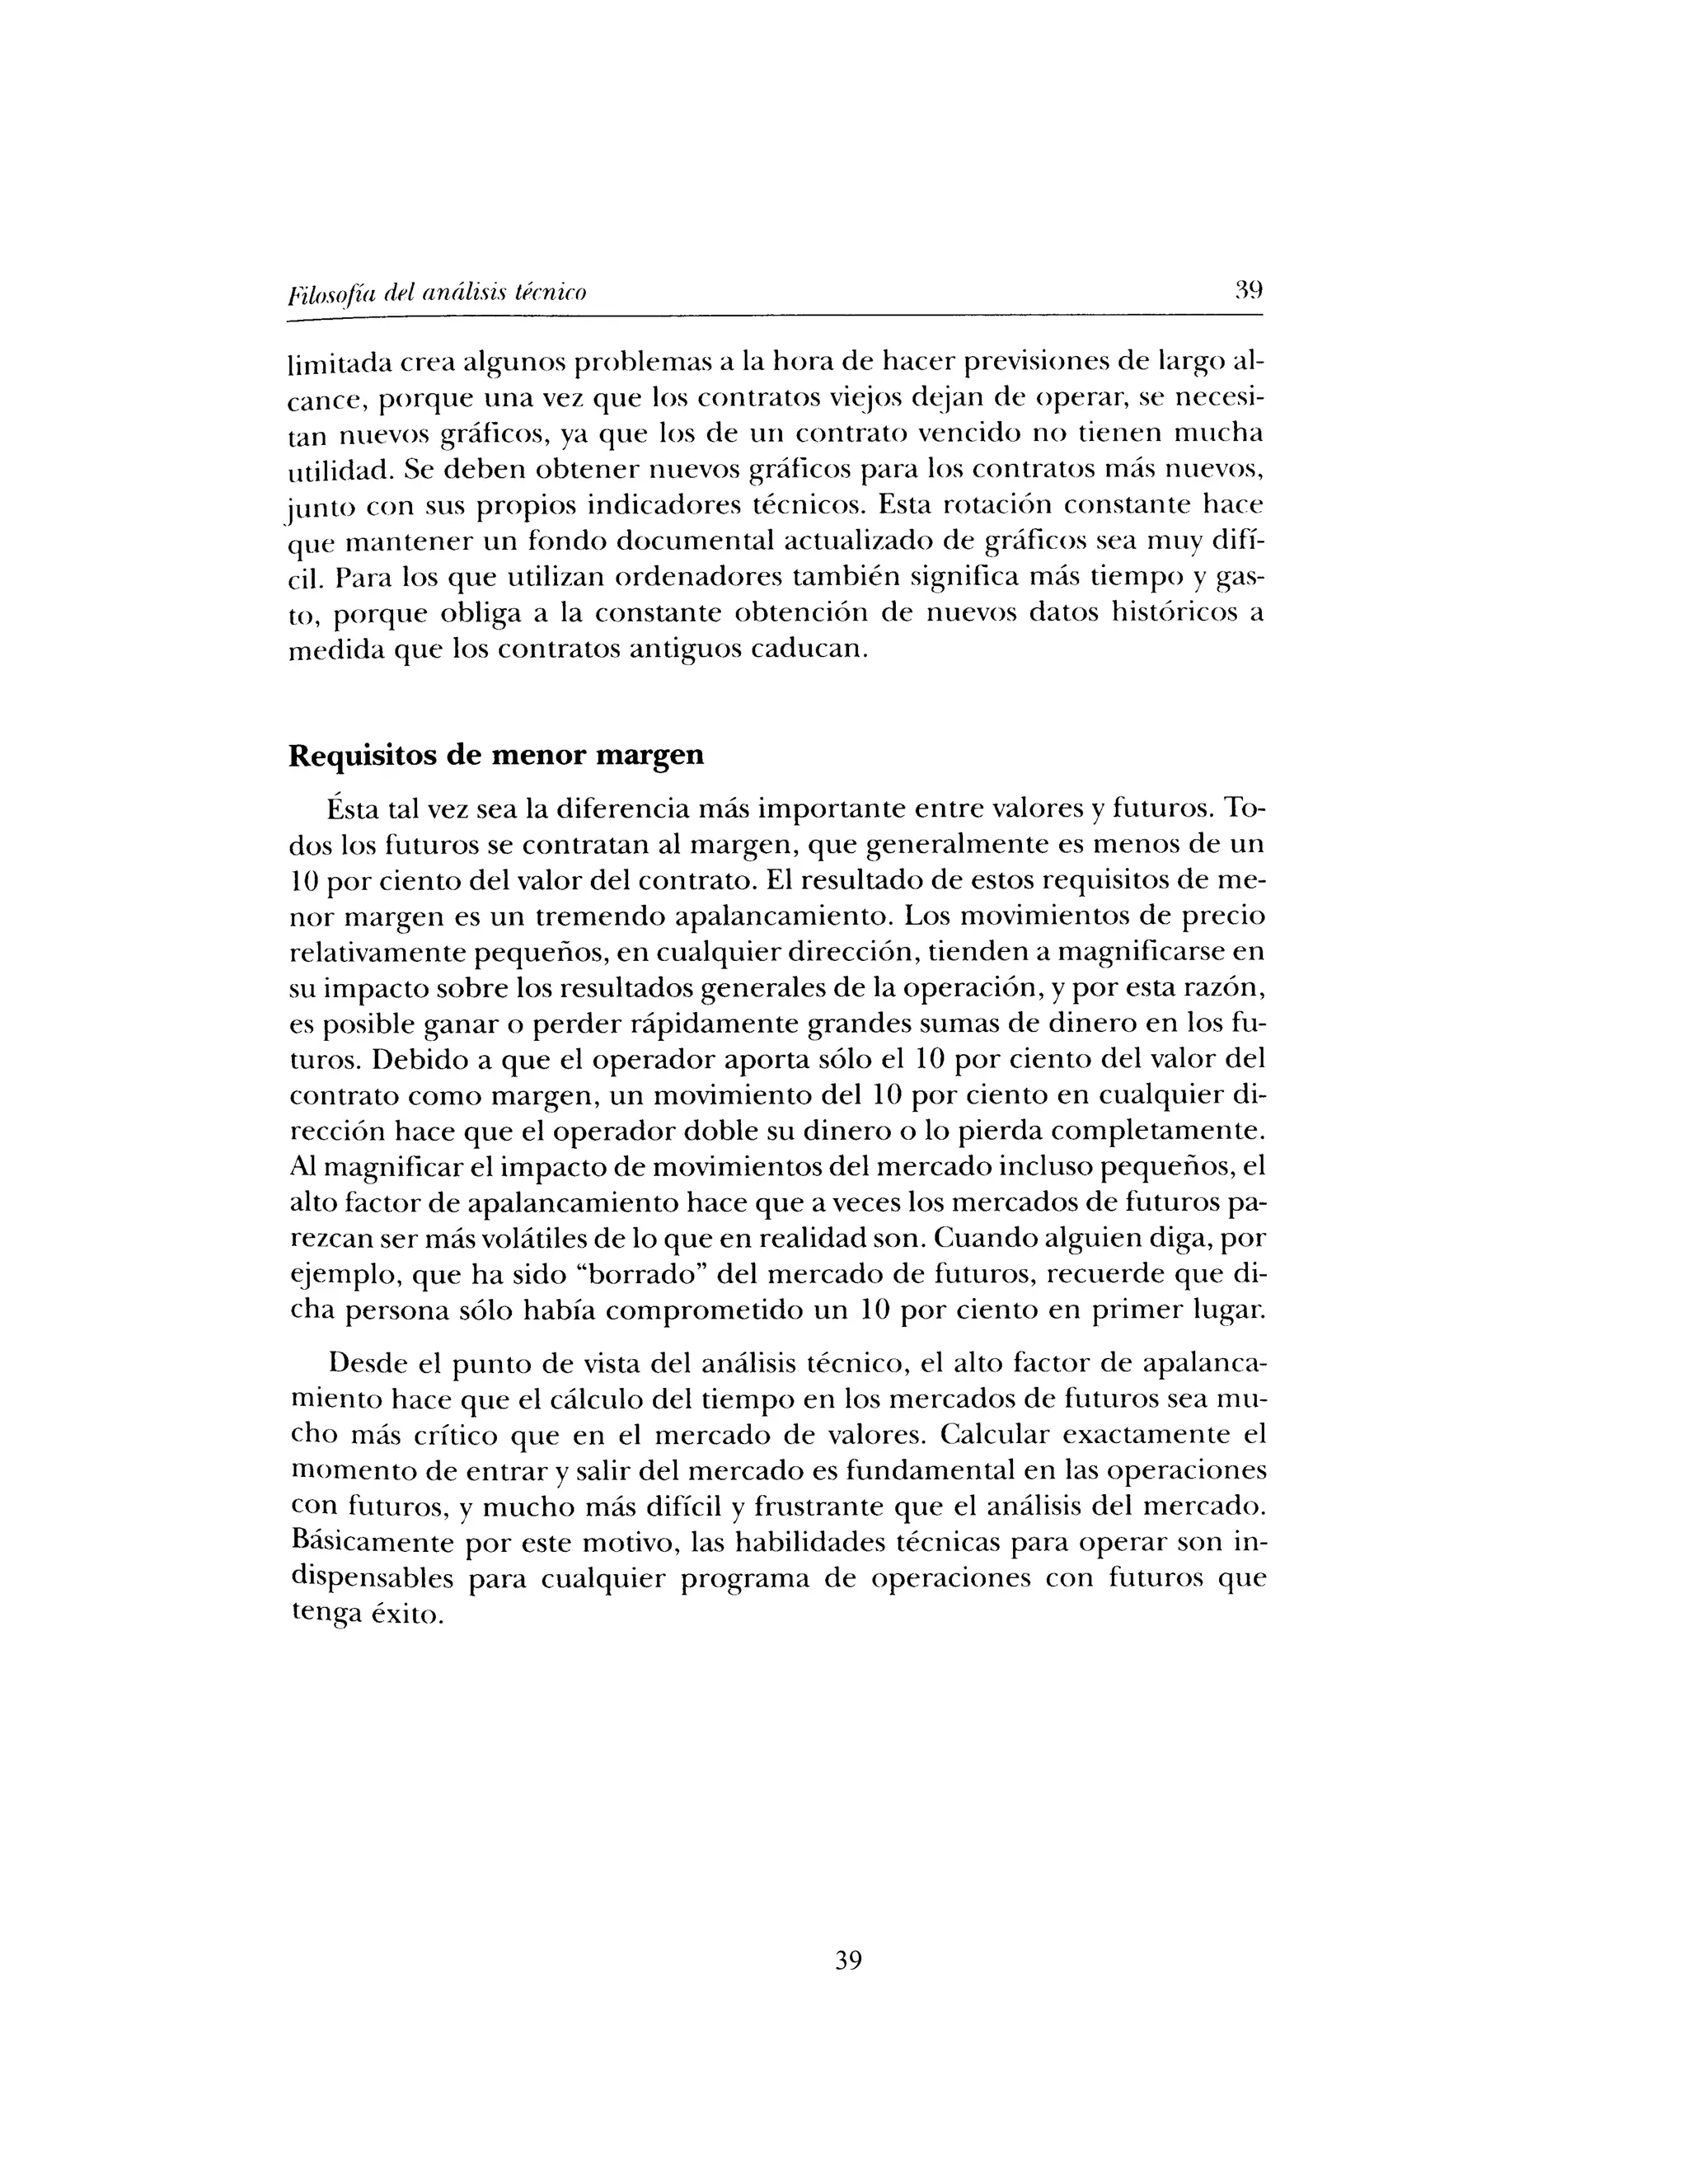 Filosofía del análisis técnico 39
limitada crea algunos problemas a la hora de hacer previsiones de largo al-
cance, porque una vez que los contratos viejos dejan de operar, se necesi-
tan nuevos gráficos, ya que los de un contrato vencido no tienen mucha
utilidad. Se deben obtener nuevos gráficos para los contratos más nuevos,
junto con sus propios indicadores técnicos. Esta rotación constante hace
que mantener un fondo documental actualizado de gráficos sea muy difí-
cil. Para los que utilizan ordenadores también significa más tiempo y gas-
to, porque obliga a la constante obtención de nuevos datos históricos a
medida que los contratos antiguos caducan.
Requisitos de menor margen
Ésta tal vez sea la diferencia más importante entre valores y futuros. To-
dos los futuros se contratan al margen, que generalmente es menos de un
10 por ciento del valor del contrato. El resultado de estos requisitos de me-
nor margen es un tremendo apalancamiento. Los movimientos de precio
relativamente pequeños, en cualquier dirección, tienden a magnificarse en
su impacto sobre los resultados generales de la operación, y por esta razón,
es posible ganar o perder rápidamente grandes sumas de dinero en los fu-
turos. Debido a que el operador aporta sólo el 10 por ciento del valor del
contrato como margen, un movimiento del 10 por ciento en cualquier di-
rección hace que el operador doble su dinero o lo pierda completamente.
Al magnificar el impacto de movimientos del mercado incluso pequeños, el
alto factor de apalancamiento hace que a veces los mercados de futuros pa-
rezcan ser más volátiles de lo que en realidad son. Cuando alguien diga, por
ejemplo, que ha sido “borrado” del mercado de futuros, recuerde que di-
cha persona sólo había comprometido un 10 por ciento en primer lugar.
Desde el punto de vista del análisis técnico, el alto factor de apalanca-
miento hace que el cálculo del tiempo en los mercados de futuros sea mu-
cho más crítico que en el mercado de valores. Calcular exactamente el
momento de entrar y salir del mercado es fundamental en las operaciones
con futuros, y mucho más difícil y frustrante que el análisis del mercado.
Básicamente por este motivo, las habilidades técnicas para operar son in-
dispensables para cualquier programa de operaciones con futuros que
tenga éxito.
39